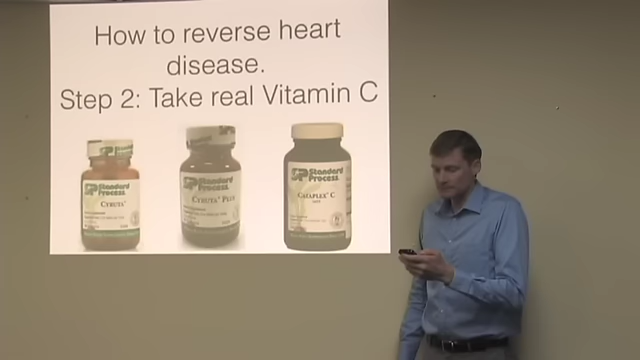 How to reverse heart
disease.
Step 2: Take real Vitamin C
Standard
Process
CYRUTA
Standard
Process
CYRUTA PLUS
SP Standard
Process
CATAPLEX C